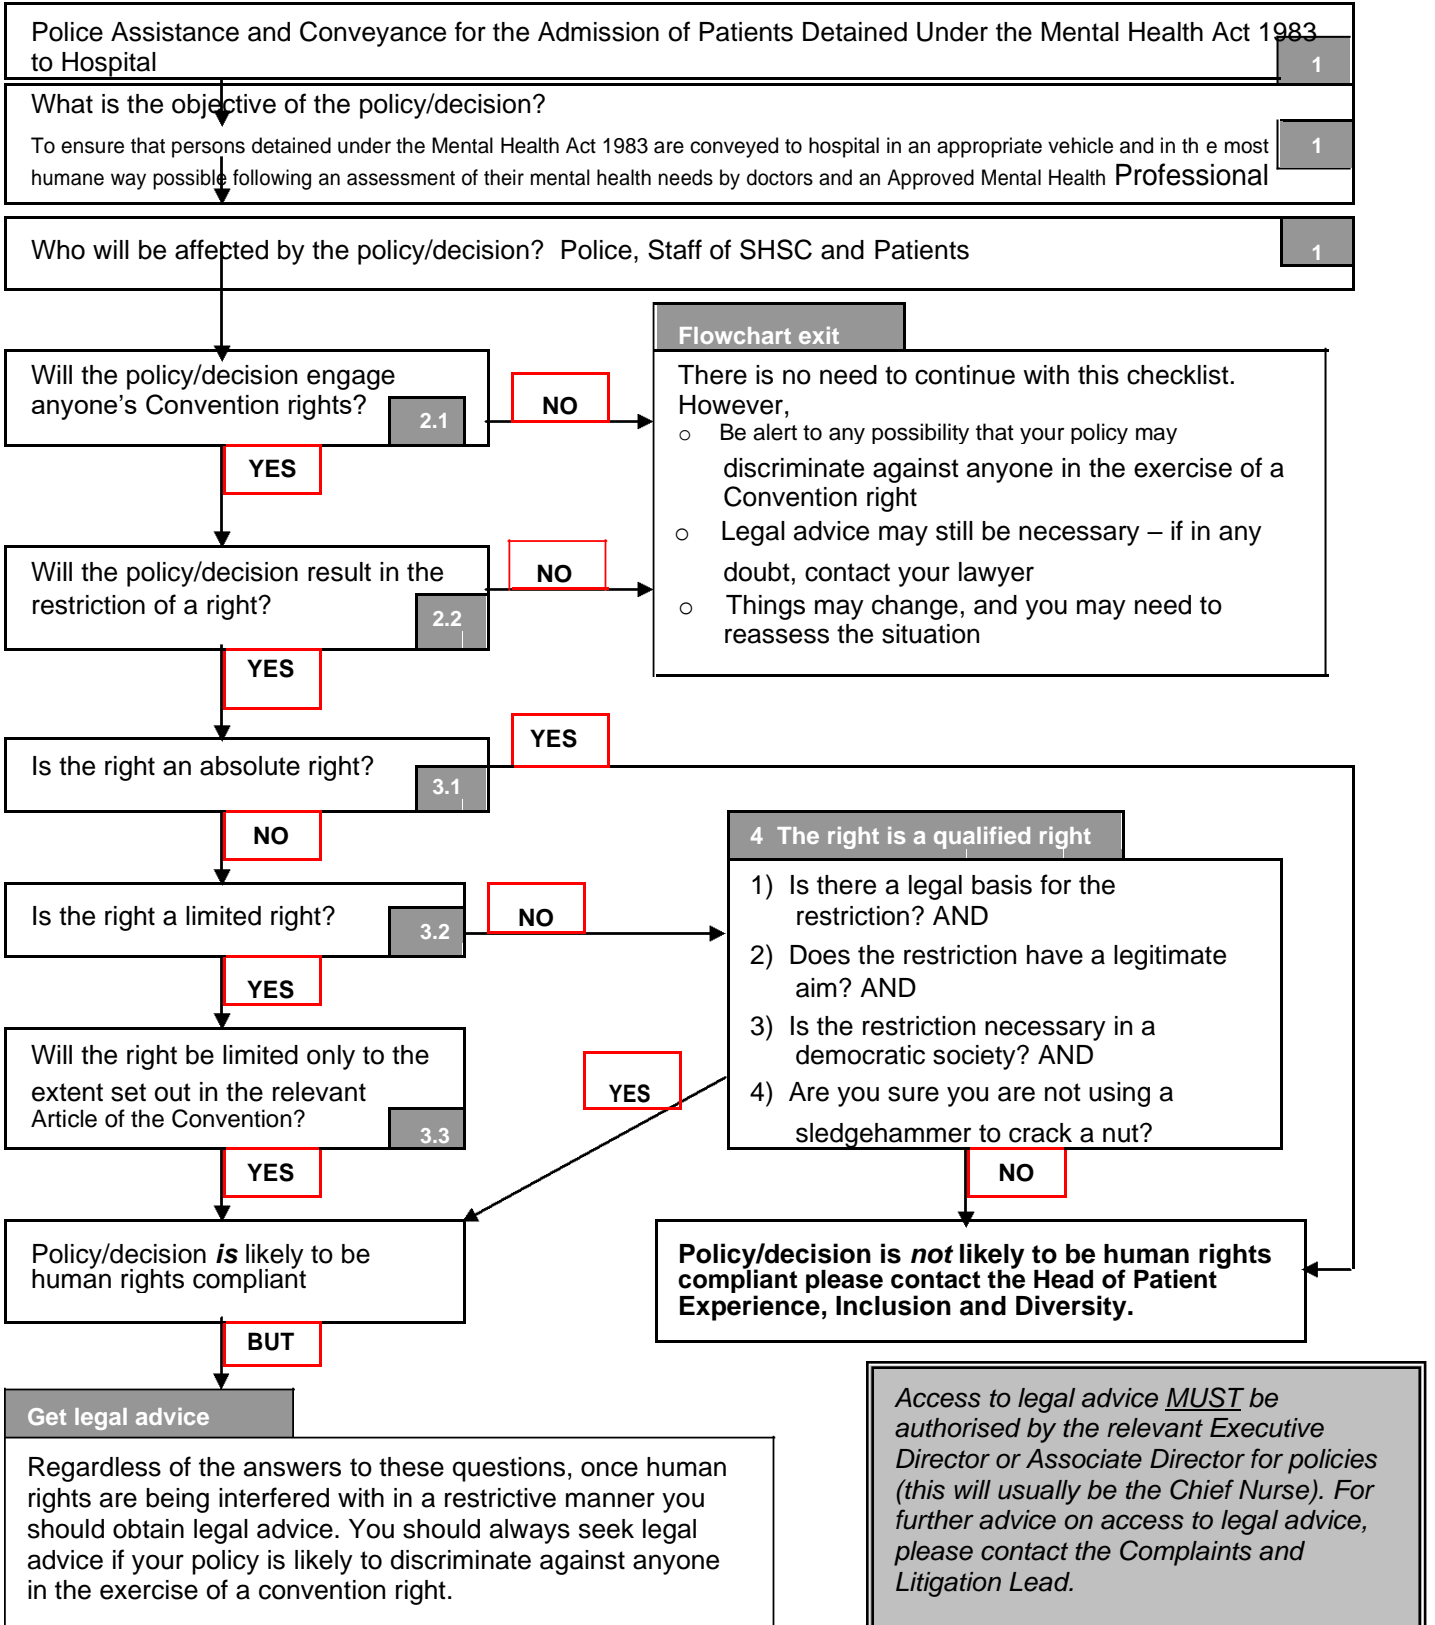 Police Assistance and Conveyance for the Admission of Patients Detained Under the Mental Health Act 1983
to Hospital
1
What is the objective of the policy/decision?
To ensure that persons detained under the Mental Health Act 1983 are conveyed to hospital in an appropriate vehicle and in th e most
humane way possible following an assessment of their mental health needs by doctors and an Approved Mental Health Professional
1
Who will be affected by the policy/decision? Police, Staff of SHSC and Patients
1
Will the policy/decision engage
anyone's Convention rights?
2.1
NO
YES
Flowchart exit
There is no need to continue with this checklist.
However,
o Be alert to any possibility that your policy may
discriminate against anyone in the exercise of a
Convention right
o Legal advice may still be necessary – if in any
doubt, contact your lawyer
o Things may change, and you may need to
reassess the situation
Will the policy/decision result in the
restriction of a right?
2.2
NO
YES
Is the right an absolute right?
3.1
YES
NO
Is the right a limited right?
3.2
NO
YES
4 The right is a qualified right
1) Is there a legal basis for the
restriction? AND
2) Does the restriction have a legitimate
aim? AND
3) Is the restriction necessary in a
democratic society? AND
4) Are you sure you are not using a
sledgehammer to crack a nut?
Will the right be limited only to the
extent set out in the relevant
Article of the Convention?
3.3
YES
YES
NO
Policy/decision is likely to be
human rights compliant
Policy/decision is not likely to be human rights
compliant please contact the Head of Patient
Experience, Inclusion and Diversity.
BUT
Get legal advice
Regardless of the answers to these questions, once human
rights are being interfered with in a restrictive manner you
should obtain legal advice. You should always seek legal
advice if your policy is likely to discriminate against anyone
in the exercise of a convention right.
Access to legal advice MUST be
authorised by the relevant Executive
Director or Associate Director for policies
(this will usually be the Chief Nurse). For
further advice on access to legal advice,
please contact the Complaints and
Litigation Lead.